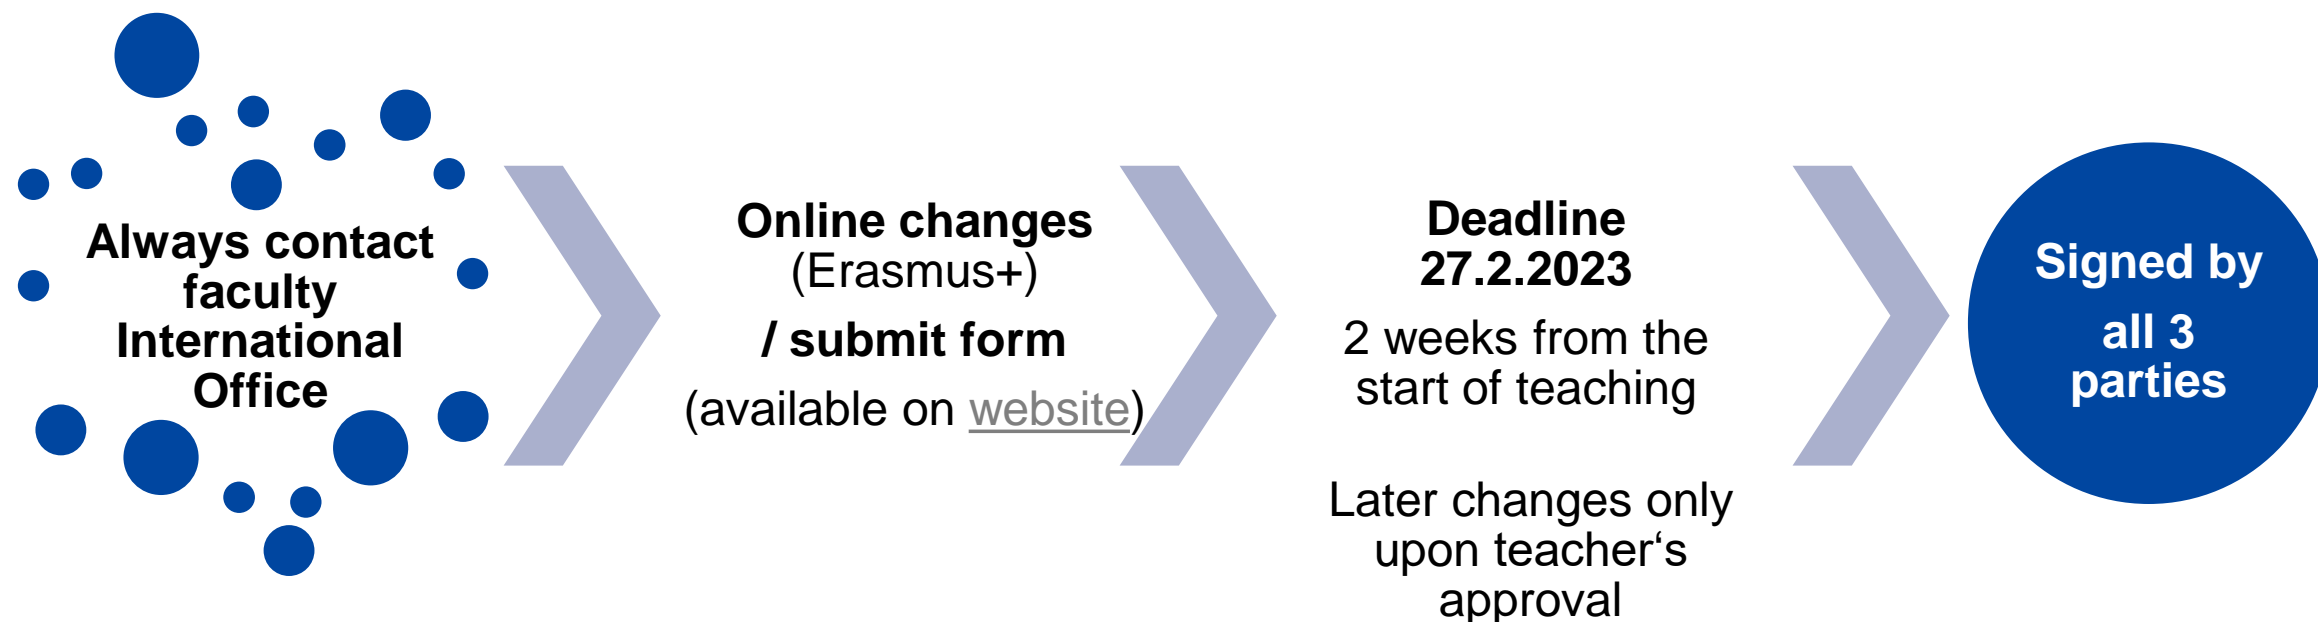 Always contact
faculty
International
Office
Online changes
(Erasmus+)
/ submit form
(available on website)
Deadline
27.2.2023
2 weeks from the
start of teaching
Later changes only
upon teacher‘s
approval
Signed by
all 3
parties